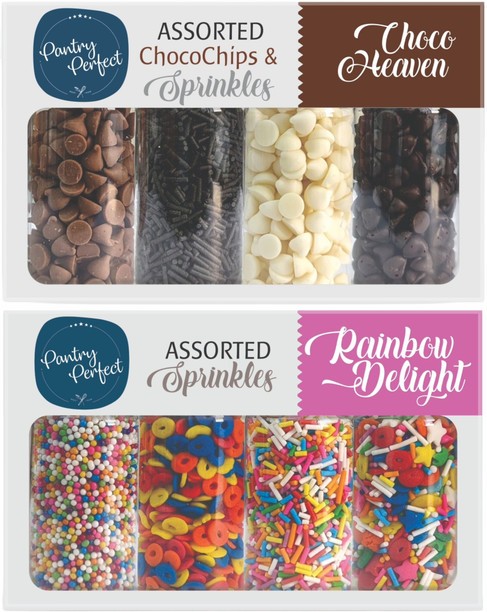 Pantry
Perfect
ASSORTED
ChocoChips &
Sprinkles
Choco
Heaven
Pantry
Perfect
ASSORTED
Sprinkles
Rainbow
Delight